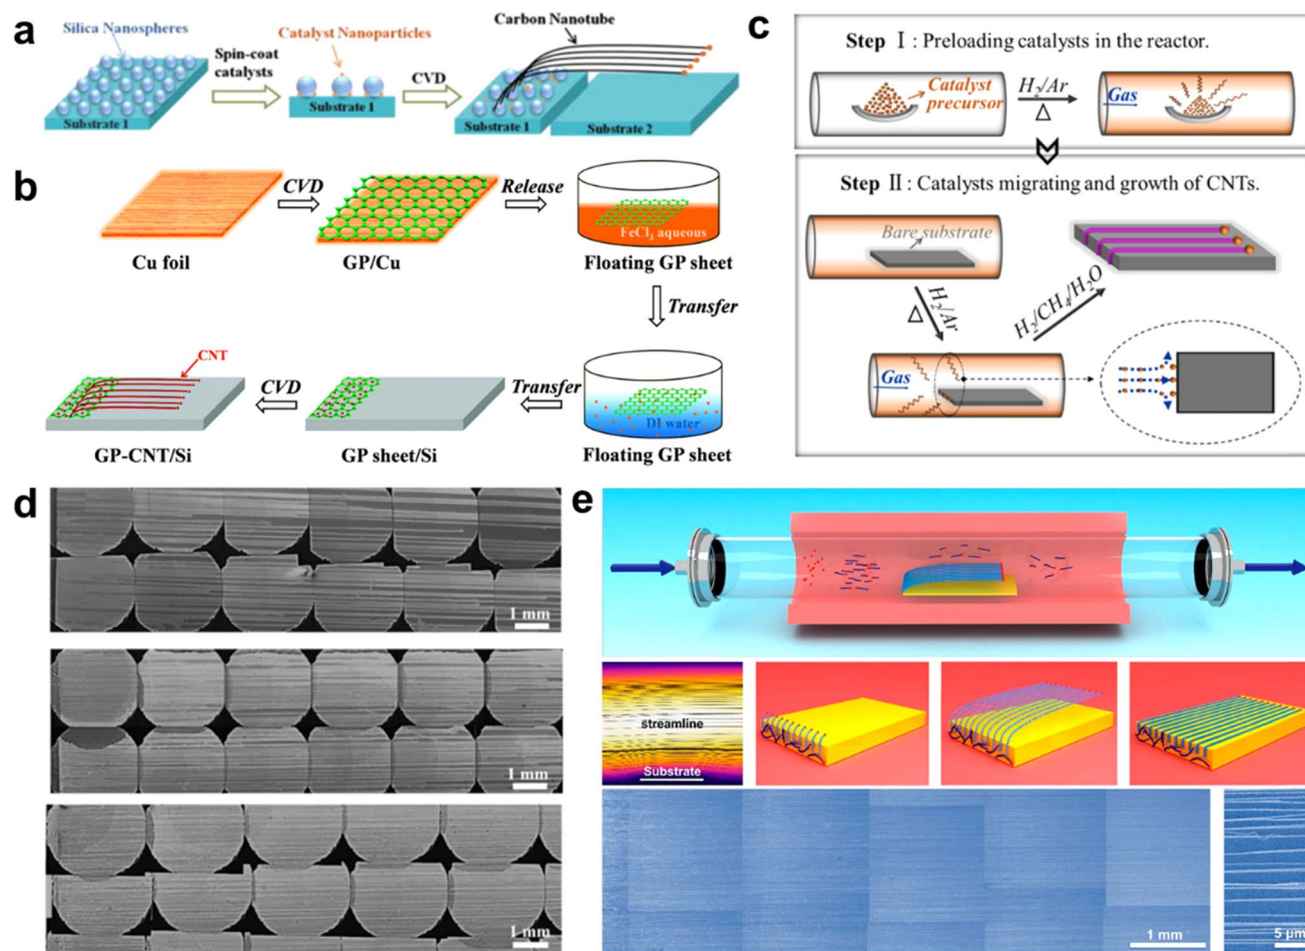 a
Silica Nanospheres
Spin-coat
catalysts
Catalyst Nanoparticles
CVD
Carbon Nanotube
Substrate 1
Substrate 1
Substrate 1
Substrate 2
b
CVD
Release
FeCl₃ aqueous
Cu foil
GP/Cu
Floating GP sheet
Transfer
CNT
CVD
Transfer
DI water
GP-CNT/Si
GP sheet/Si
Floating GP sheet
c
Step Ⅰ : Preloading catalysts in the reactor.
Catalyst
precursor
H₂/Ar
△
Gas
Step Ⅱ : Catalysts migrating and growth of CNTs.
Bare substrate
△
H₂/Ar
H₂/CH₄/H₂O
Gas
d
1 mm
1 mm
1 mm
e
streamline
Substrate
1 mm
5 μm